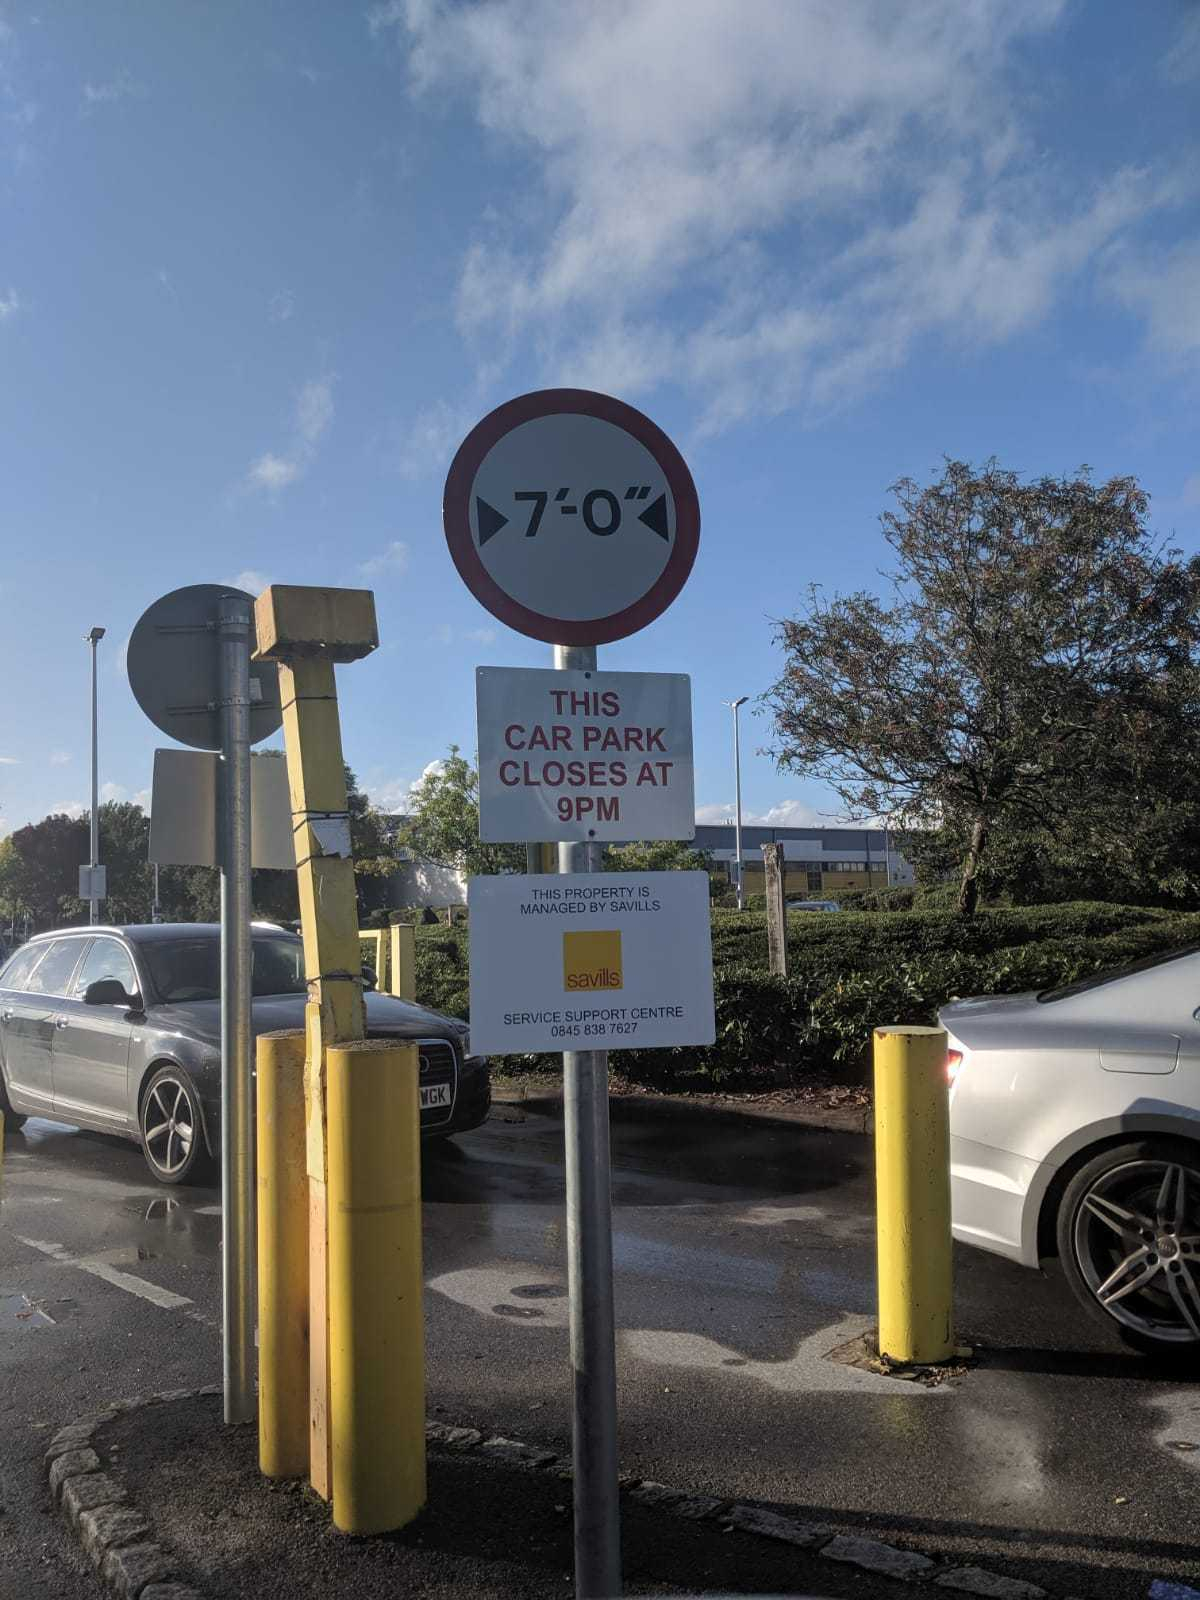 7'-0"
THIS
CAR PARK
CLOSES AT
9PM
THIS PROPERTY IS
MANAGED BY SAVILLS
savills
SERVICE SUPPORT CENTRE
0845 838 7627
WGK